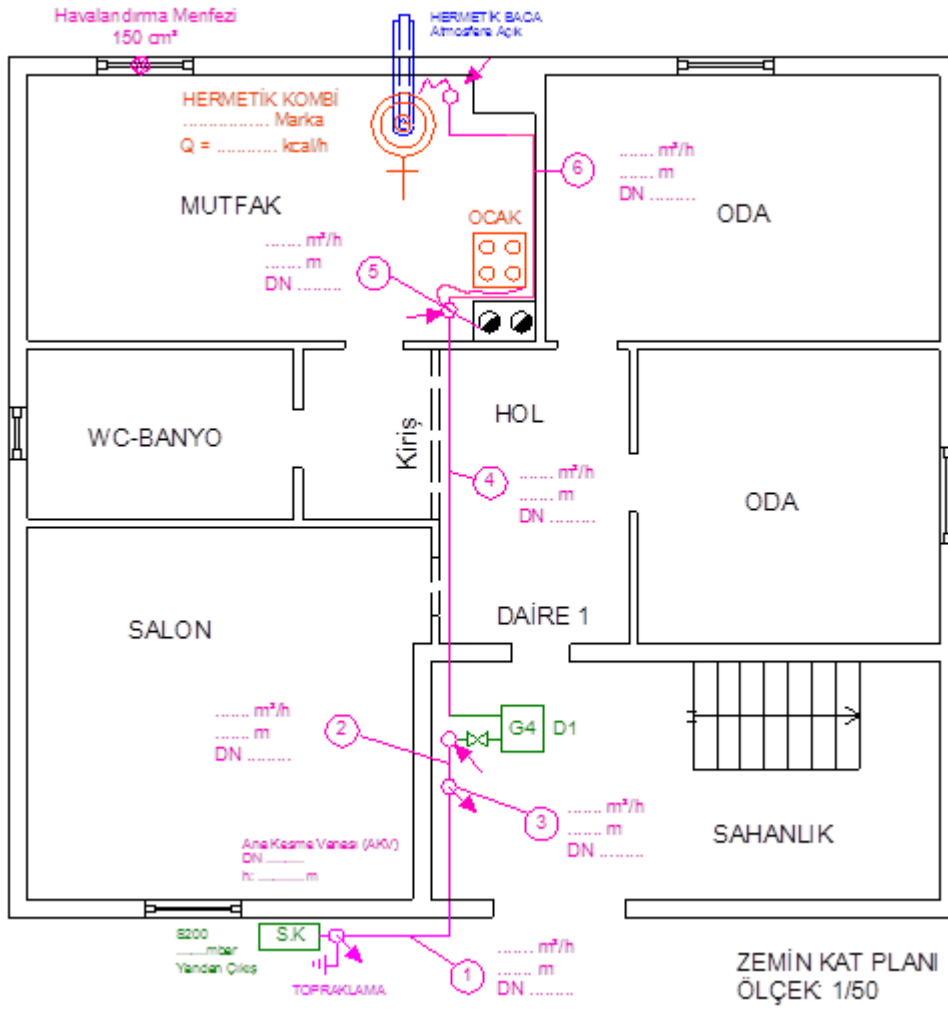 Havalandırma Menfezi
150 cm²
HERMETİK BACA
Atmosfere Açık
HERMETİK KOMBİ
................. Marka
Q = ............ kcal/h
MUTFAK
OCAK
6
....... m³/h
....... m
DN .........
ODA
....... m³/h
....... m
DN .........
5
WC-BANYO
Kiriş
HOL
4
....... m³/h
....... m
DN .........
ODA
SALON
DAİRE 1
....... m³/h
....... m
DN .........
2
G4
D1
3
....... m³/h
....... m
DN .........
SAHANLIK
Ana Kesme Vanası (AKV)
DN ..........
h: .......... m
S200
.......mbar
Yandan Çıkış
S.K
TOPRAKLAMA
1
....... m³/h
....... m
DN .........
ZEMİN KAT PLANI
ÖLÇEK: 1/50